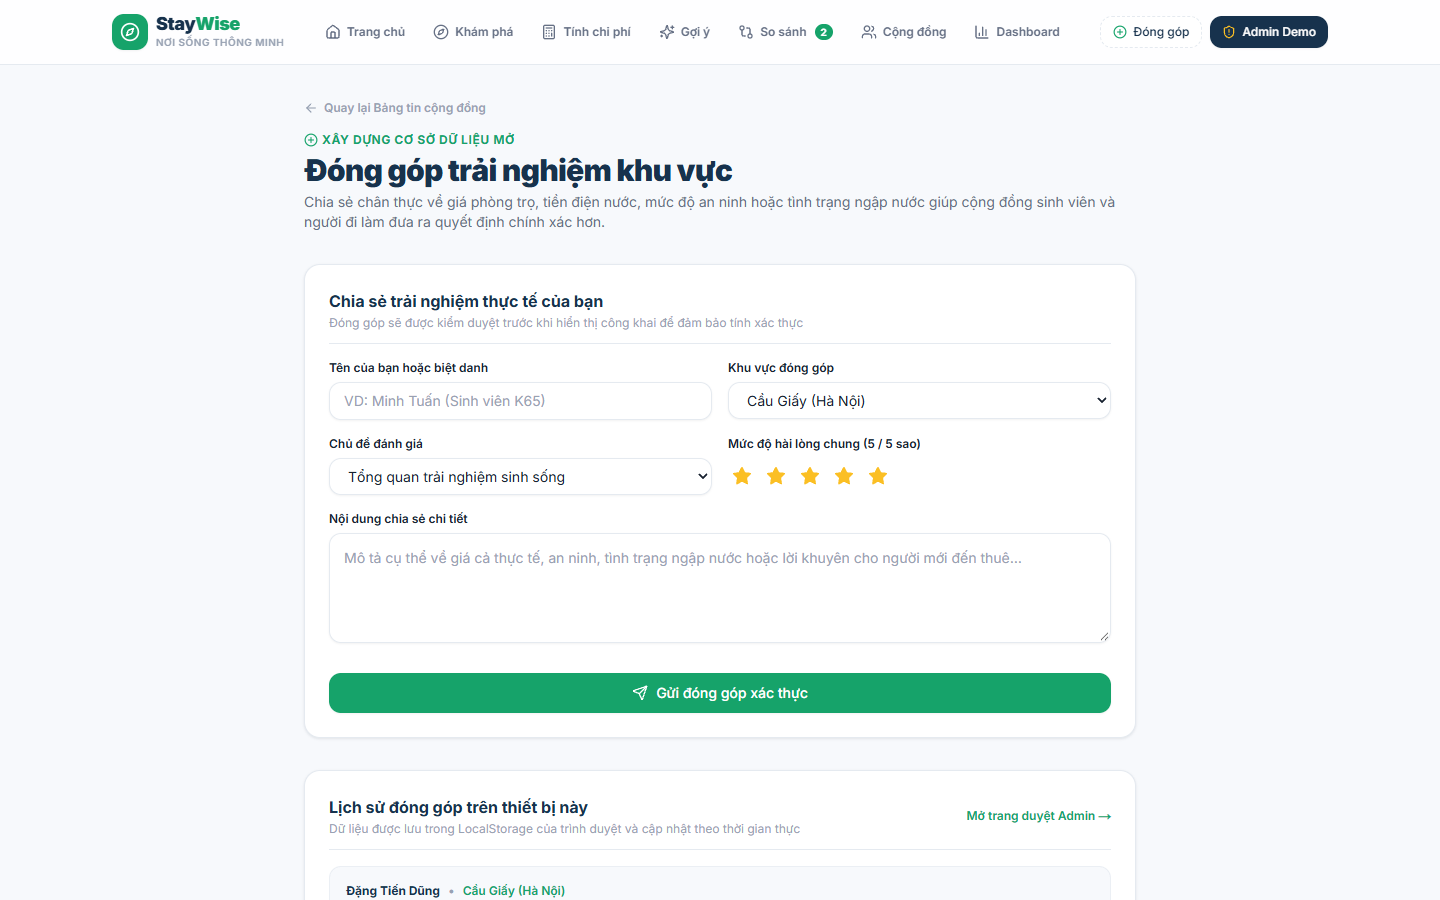 StayWise
NƠI SỐNG THÔNG MINH
Trang chủ
Khám phá
Tính chi phí
Gợi ý
So sánh 2
Cộng đồng
Dashboard
Đóng góp
Admin Demo
← Quay lại Bảng tin cộng đồng
XÂY DỰNG CƠ SỞ DỮ LIỆU MỞ
Đóng góp trải nghiệm khu vực
Chia sẻ chân thực về giá phòng trọ, tiền điện nước, mức độ an ninh hoặc tình trạng ngập nước giúp cộng đồng sinh viên và
người đi làm đưa ra quyết định chính xác hơn.
Chia sẻ trải nghiệm thực tế của bạn
Đóng góp sẽ được kiểm duyệt trước khi hiển thị công khai để đảm bảo tính xác thực
Tên của bạn hoặc biệt danh
VD: Minh Tuấn (Sinh viên K65)
Khu vực đóng góp
Cầu Giấy (Hà Nội)
Chủ đề đánh giá
Tổng quan trải nghiệm sinh sống
Mức độ hài lòng chung (5 / 5 sao)
Nội dung chia sẻ chi tiết
Mô tả cụ thể về giá cả thực tế, an ninh, tình trạng ngập nước hoặc lời khuyên cho người mới đến thuê...
Gửi đóng góp xác thực
Lịch sử đóng góp trên thiết bị này
Dữ liệu được lưu trong LocalStorage của trình duyệt và cập nhật theo thời gian thực
Mở trang duyệt Admin →
Đặng Tiến Dũng • Cầu Giấy (Hà Nội)